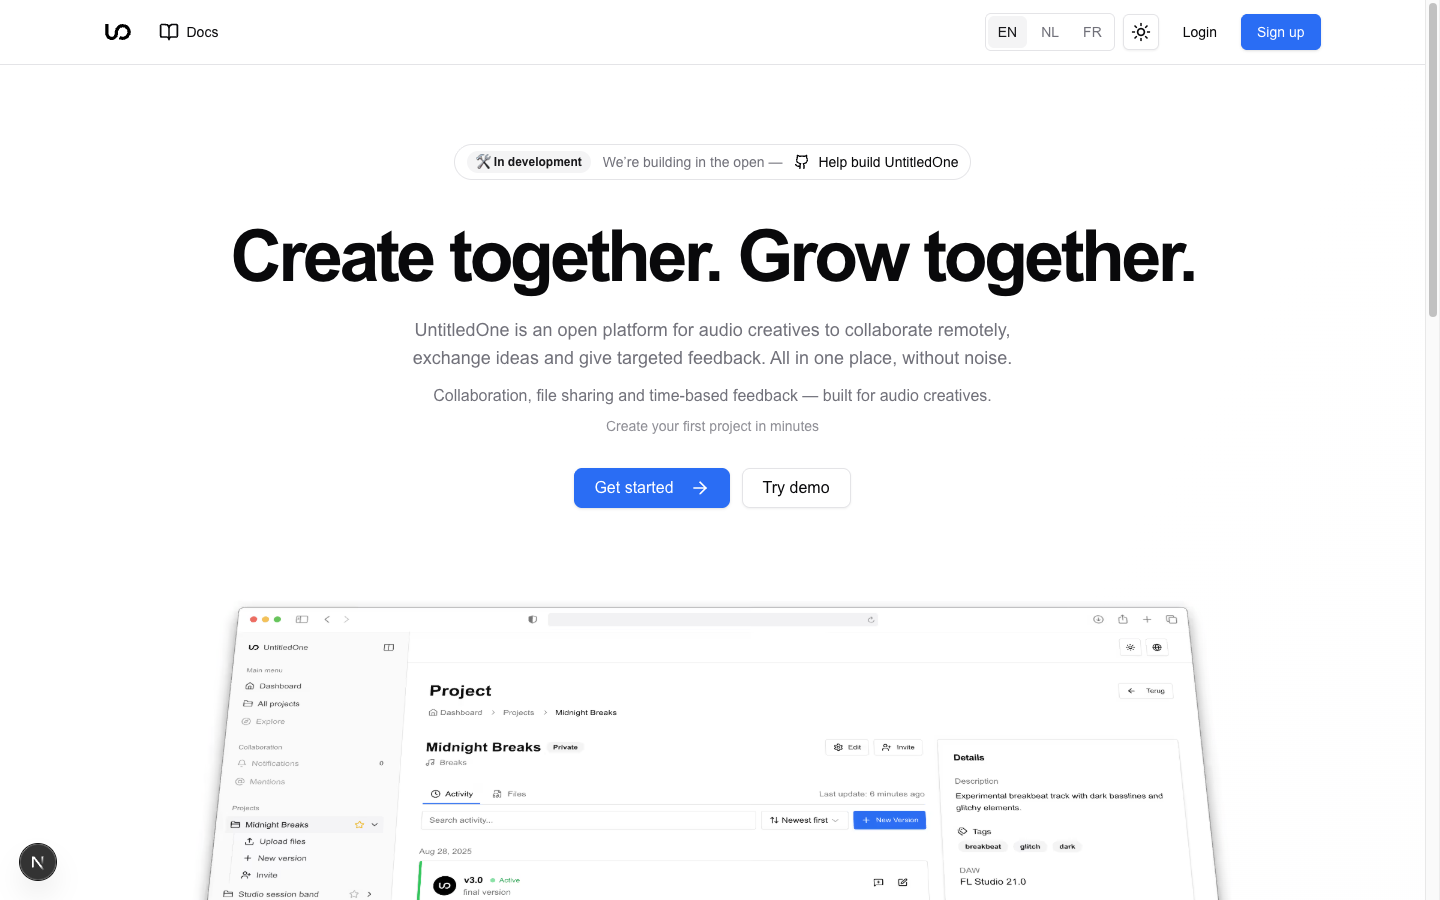 Docs
EN NL FR
Login
Sign up
🛠️ In development We're building in the open — Help build UntitledOne
Create together. Grow together.
UntitledOne is an open platform for audio creatives to collaborate remotely,
exchange ideas and give targeted feedback. All in one place, without noise.
Collaboration, file sharing and time-based feedback — built for audio creatives.
Create your first project in minutes
Get started
Try demo
UntitledOne
Main menu
Dashboard
All projects
Explore
Collaboration
Notifications 0
Mentions
Projects
Midnight Breaks
Upload files
New version
Invite
Studio session band
Project
Terug
Dashboard > Projects > Midnight Breaks
Midnight Breaks Private
Edit
Invite
Breaks
Activity
Files
Last update: 6 minutes ago
Search activity...
Newest first
New Version
Aug 28, 2025
v3.0 Active
final version
Details
Description
Experimental breakbeat track with dark basslines and
glitchy elements.
Tags
breakbeat glitch dark
DAW
FL Studio 21.0
N